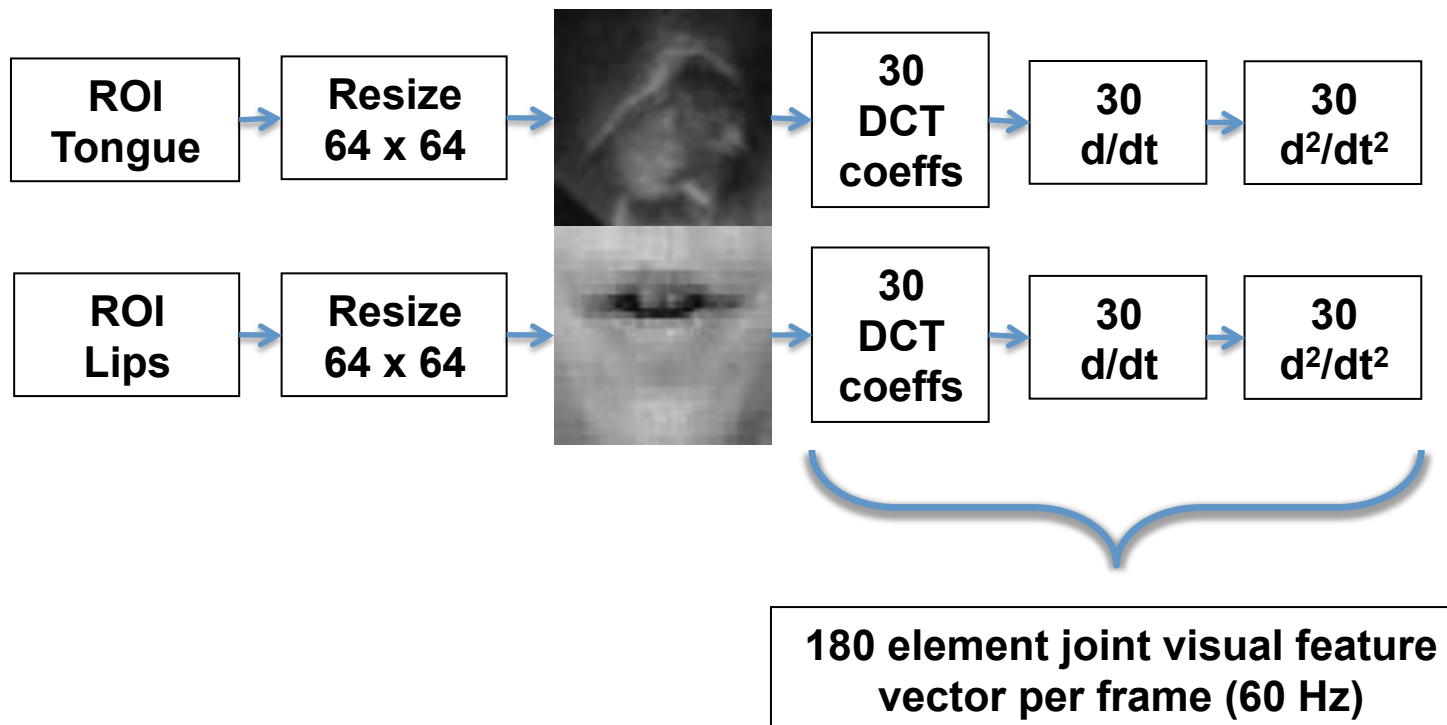 ROI
Tongue
Resize
64 x 64
30
DCT
coeffs
30
d/dt
30
d²/dt²
ROI
Lips
Resize
64 x 64
30
DCT
coeffs
30
d/dt
30
d²/dt²
180 element joint visual feature
vector per frame (60 Hz)